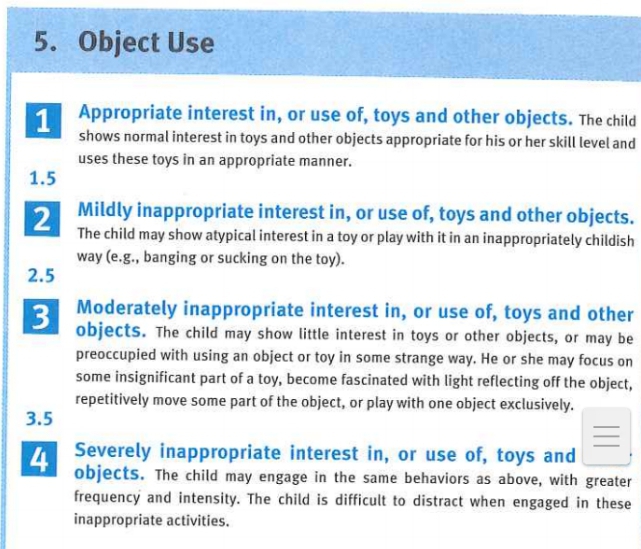 5. Object Use
1 Appropriate interest in, or use of, toys and other objects. The child
shows normal interest in toys and other objects appropriate for his or her skill level and
uses these toys in an appropriate manner.
1.5
2 Mildly inappropriate interest in, or use of, toys and other objects.
The child may show atypical interest in a toy or play with it in an inappropriately childish
way (e.g., banging or sucking on the toy).
2.5
3 Moderately inappropriate interest in, or use of, toys and other
objects. The child may show little interest in toys or other objects, or may be
preoccupied with using an object or toy in some strange way. He or she may focus on
some insignificant part of a toy, become fascinated with light reflecting off the object,
repetitively move some part of the object, or play with one object exclusively.
3.5
4 Severely inappropriate interest in, or use of, toys and
objects. The child may engage in the same behaviors as above, with greater
frequency and intensity. The child is difficult to distract when engaged in these
inappropriate activities.